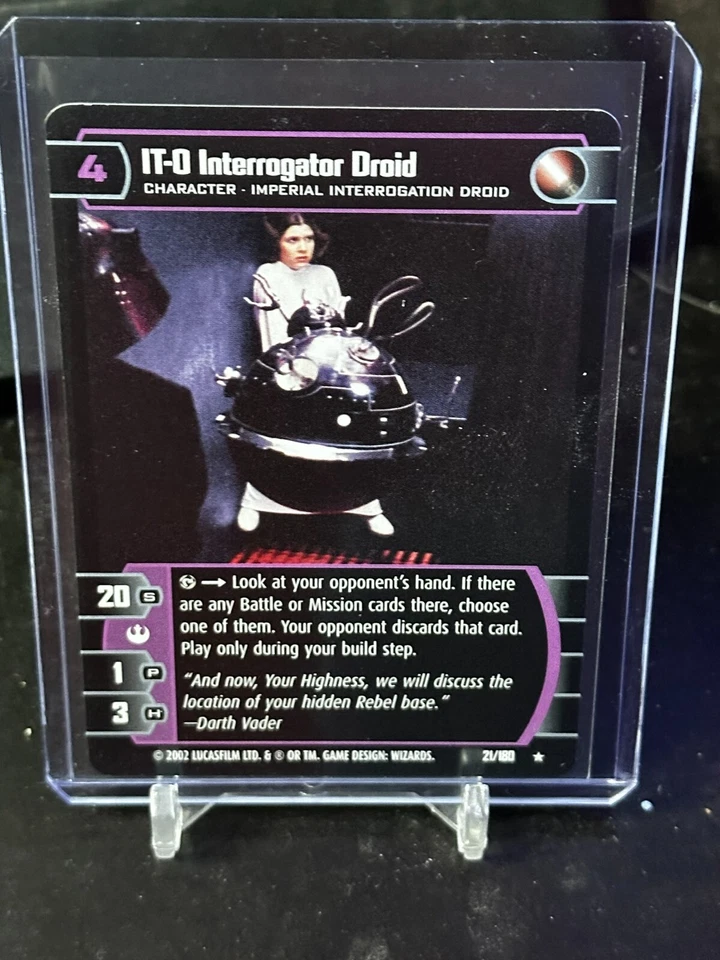 4
IT-O Interrogator Droid
CHARACTER - IMPERIAL INTERROGATION DROID
20 S
1 P
3 H
→ Look at your opponent's hand. If there
are any Battle or Mission cards there, choose
one of them. Your opponent discards that card.
Play only during your build step.
"And now, Your Highness, we will discuss the
location of your hidden Rebel base."
—Darth Vader
© 2002 LUCASFILM LTD. & ® OR TM. GAME DESIGN: WIZARDS. 21/180 ★